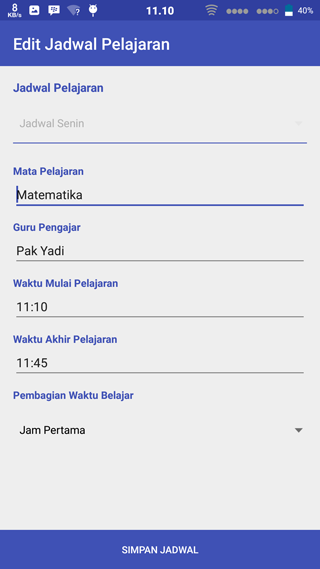 8
KB/s
11.10
40%
Edit Jadwal Pelajaran
Jadwal Pelajaran
Jadwal Senin
Mata Pelajaran
Matematika
Guru Pengajar
Pak Yadi
Waktu Mulai Pelajaran
11:10
Waktu Akhir Pelajaran
11:45
Pembagian Waktu Belajar
Jam Pertama
SIMPAN JADWAL